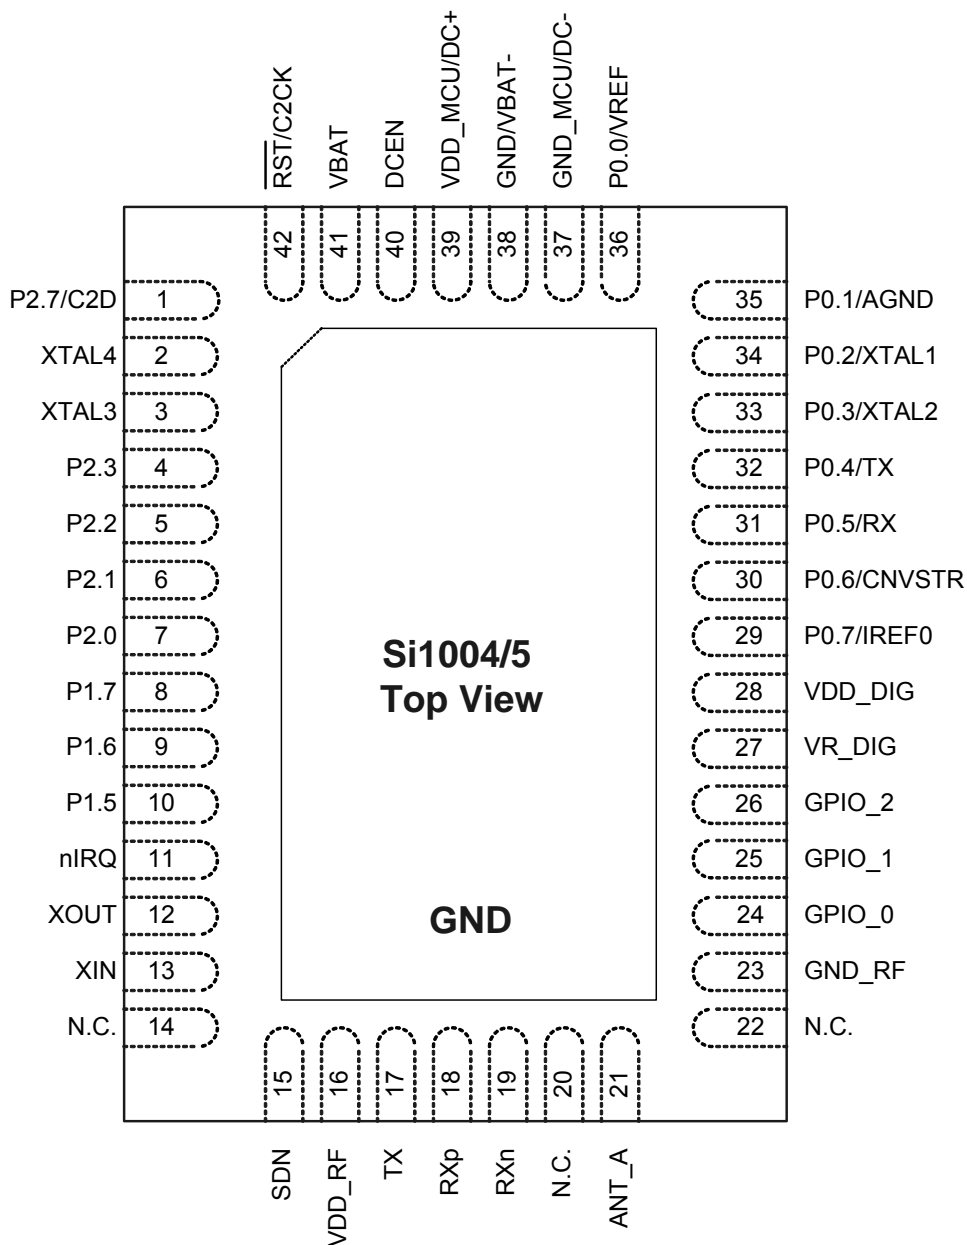 RST/C2CK
VBAT
DCEN
VDD_MCU/DC+
GND/VBAT-
GND_MCU/DC-
P0.0/VREF
42
41
40
39
38
37
36
P2.7/C2D 1
XTAL4 2
XTAL3 3
P2.3 4
P2.2 5
P2.1 6
P2.0 7
P1.7 8
P1.6 9
P1.5 10
nIRQ 11
XOUT 12
XIN 13
N.C. 14
Si1004/5
Top View
GND
35 P0.1/AGND
34 P0.2/XTAL1
33 P0.3/XTAL2
32 P0.4/TX
31 P0.5/RX
30 P0.6/CNVSTR
29 P0.7/IREF0
28 VDD_DIG
27 VR_DIG
26 GPIO_2
25 GPIO_1
24 GPIO_0
23 GND_RF
22 N.C.
15
16
17
18
19
20
21
SDN
VDD_RF
TX
RXp
RXn
N.C.
ANT_A